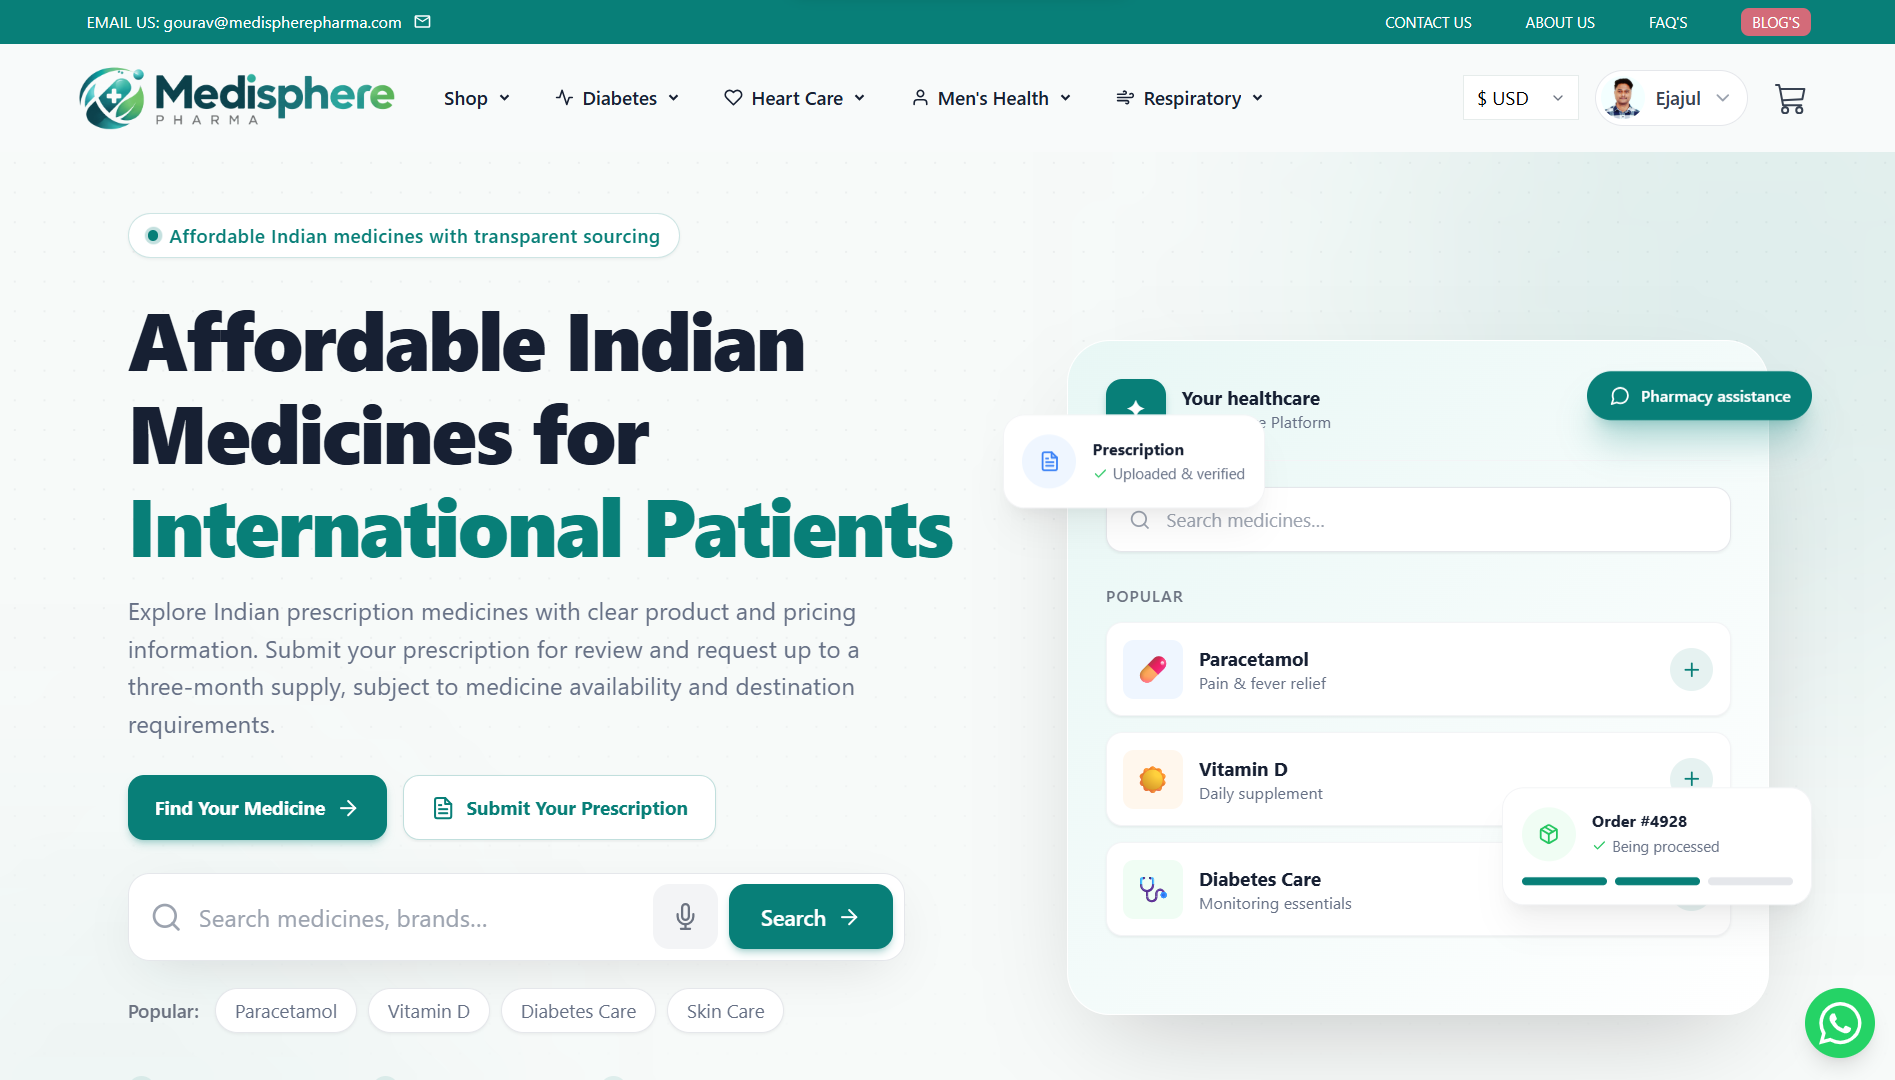 EMAIL US: gourav@medispherepharma.com
CONTACT US
ABOUT US
FAQ'S
BLOG'S
Medisphere
PHARMA
Shop
Diabetes
Heart Care
Men's Health
Respiratory
$ USD
Ejajul
Affordable Indian medicines with transparent sourcing
Affordable Indian
Medicines for
International Patients
Explore Indian prescription medicines with clear product and pricing
information. Submit your prescription for review and request up to a
three-month supply, subject to medicine availability and destination
requirements.
Find Your Medicine
Submit Your Prescription
Search medicines, brands...
Search
Popular:
Paracetamol
Vitamin D
Diabetes Care
Skin Care
Your healthcare
Platform
Pharmacy assistance
Prescription
Uploaded & verified
Search medicines...
POPULAR
Paracetamol
Pain & fever relief
Vitamin D
Daily supplement
Diabetes Care
Monitoring essentials
Order #4928
Being processed